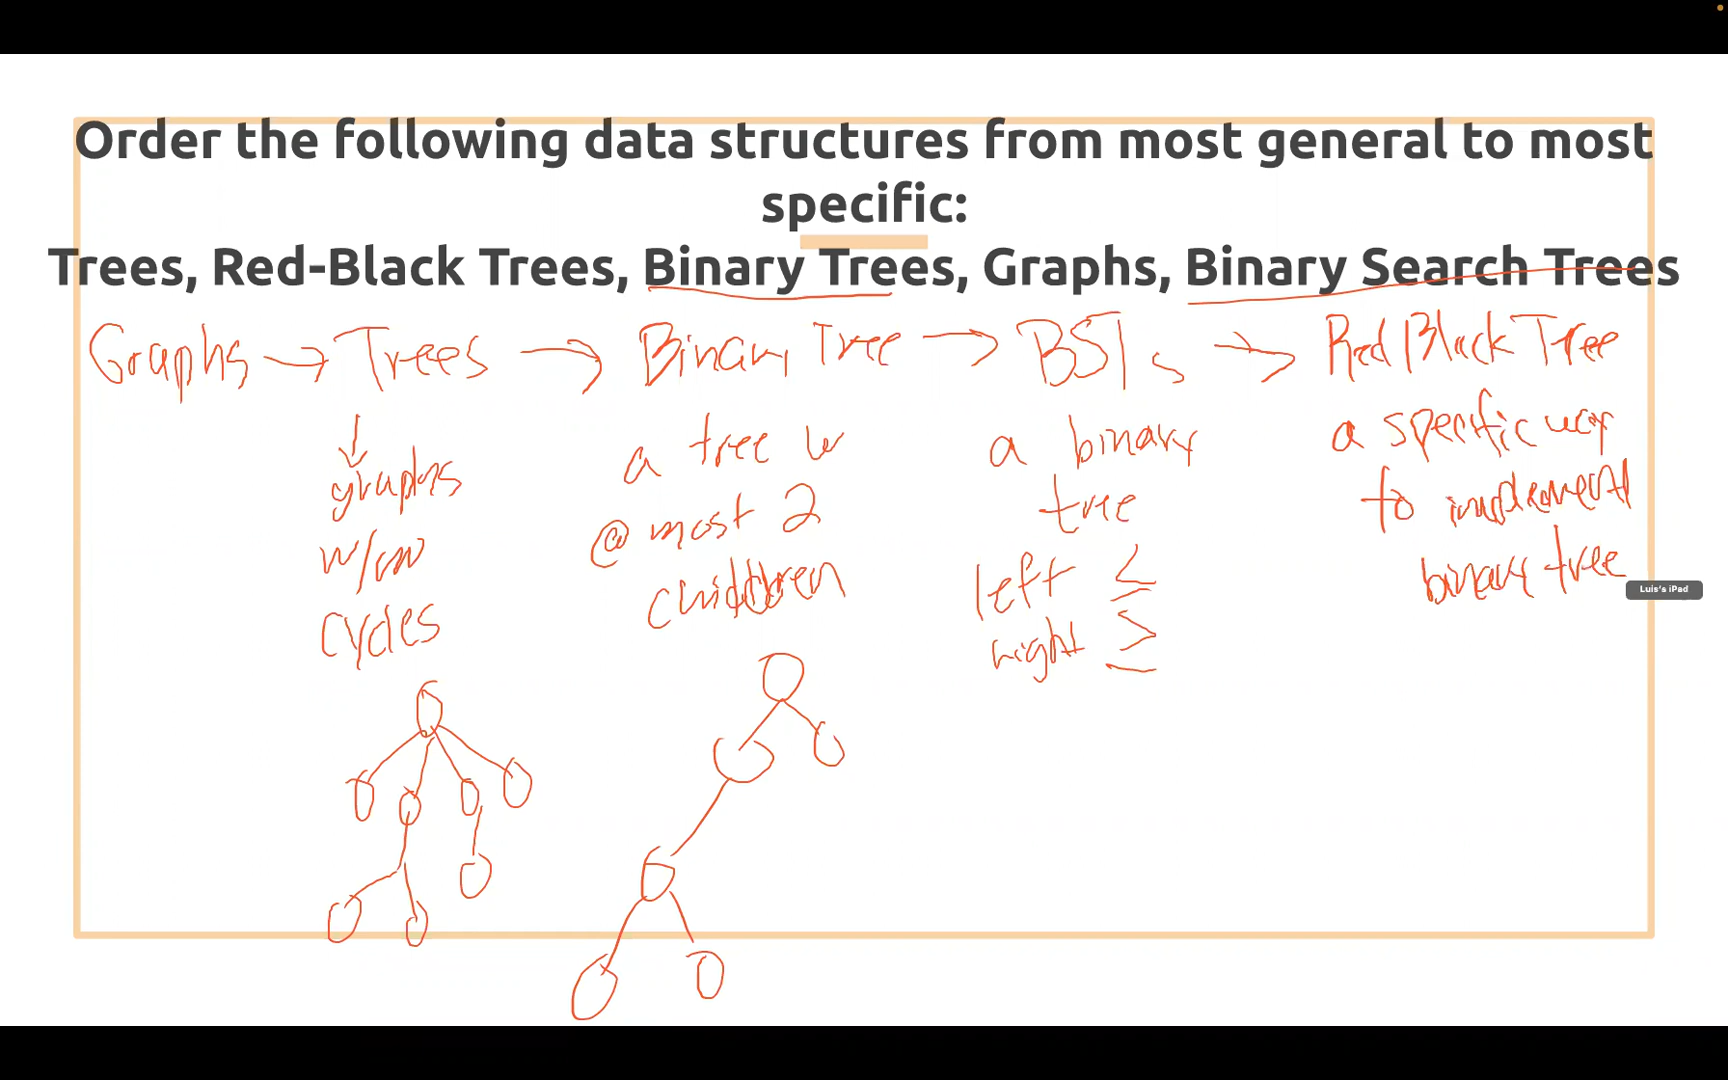 Order the following data structures from most general to most
specific:
Trees, Red-Black Trees, Binary Trees, Graphs, Binary Search Trees
Graphs → Trees → Binary Tree → BSTs → Red Black Tree
↓
graphs
w/
cycles
a tree w
@ most 2
children
a binary
tree
left ≤
right ≥
a specific way
to implement
binary tree
Luis's iPad